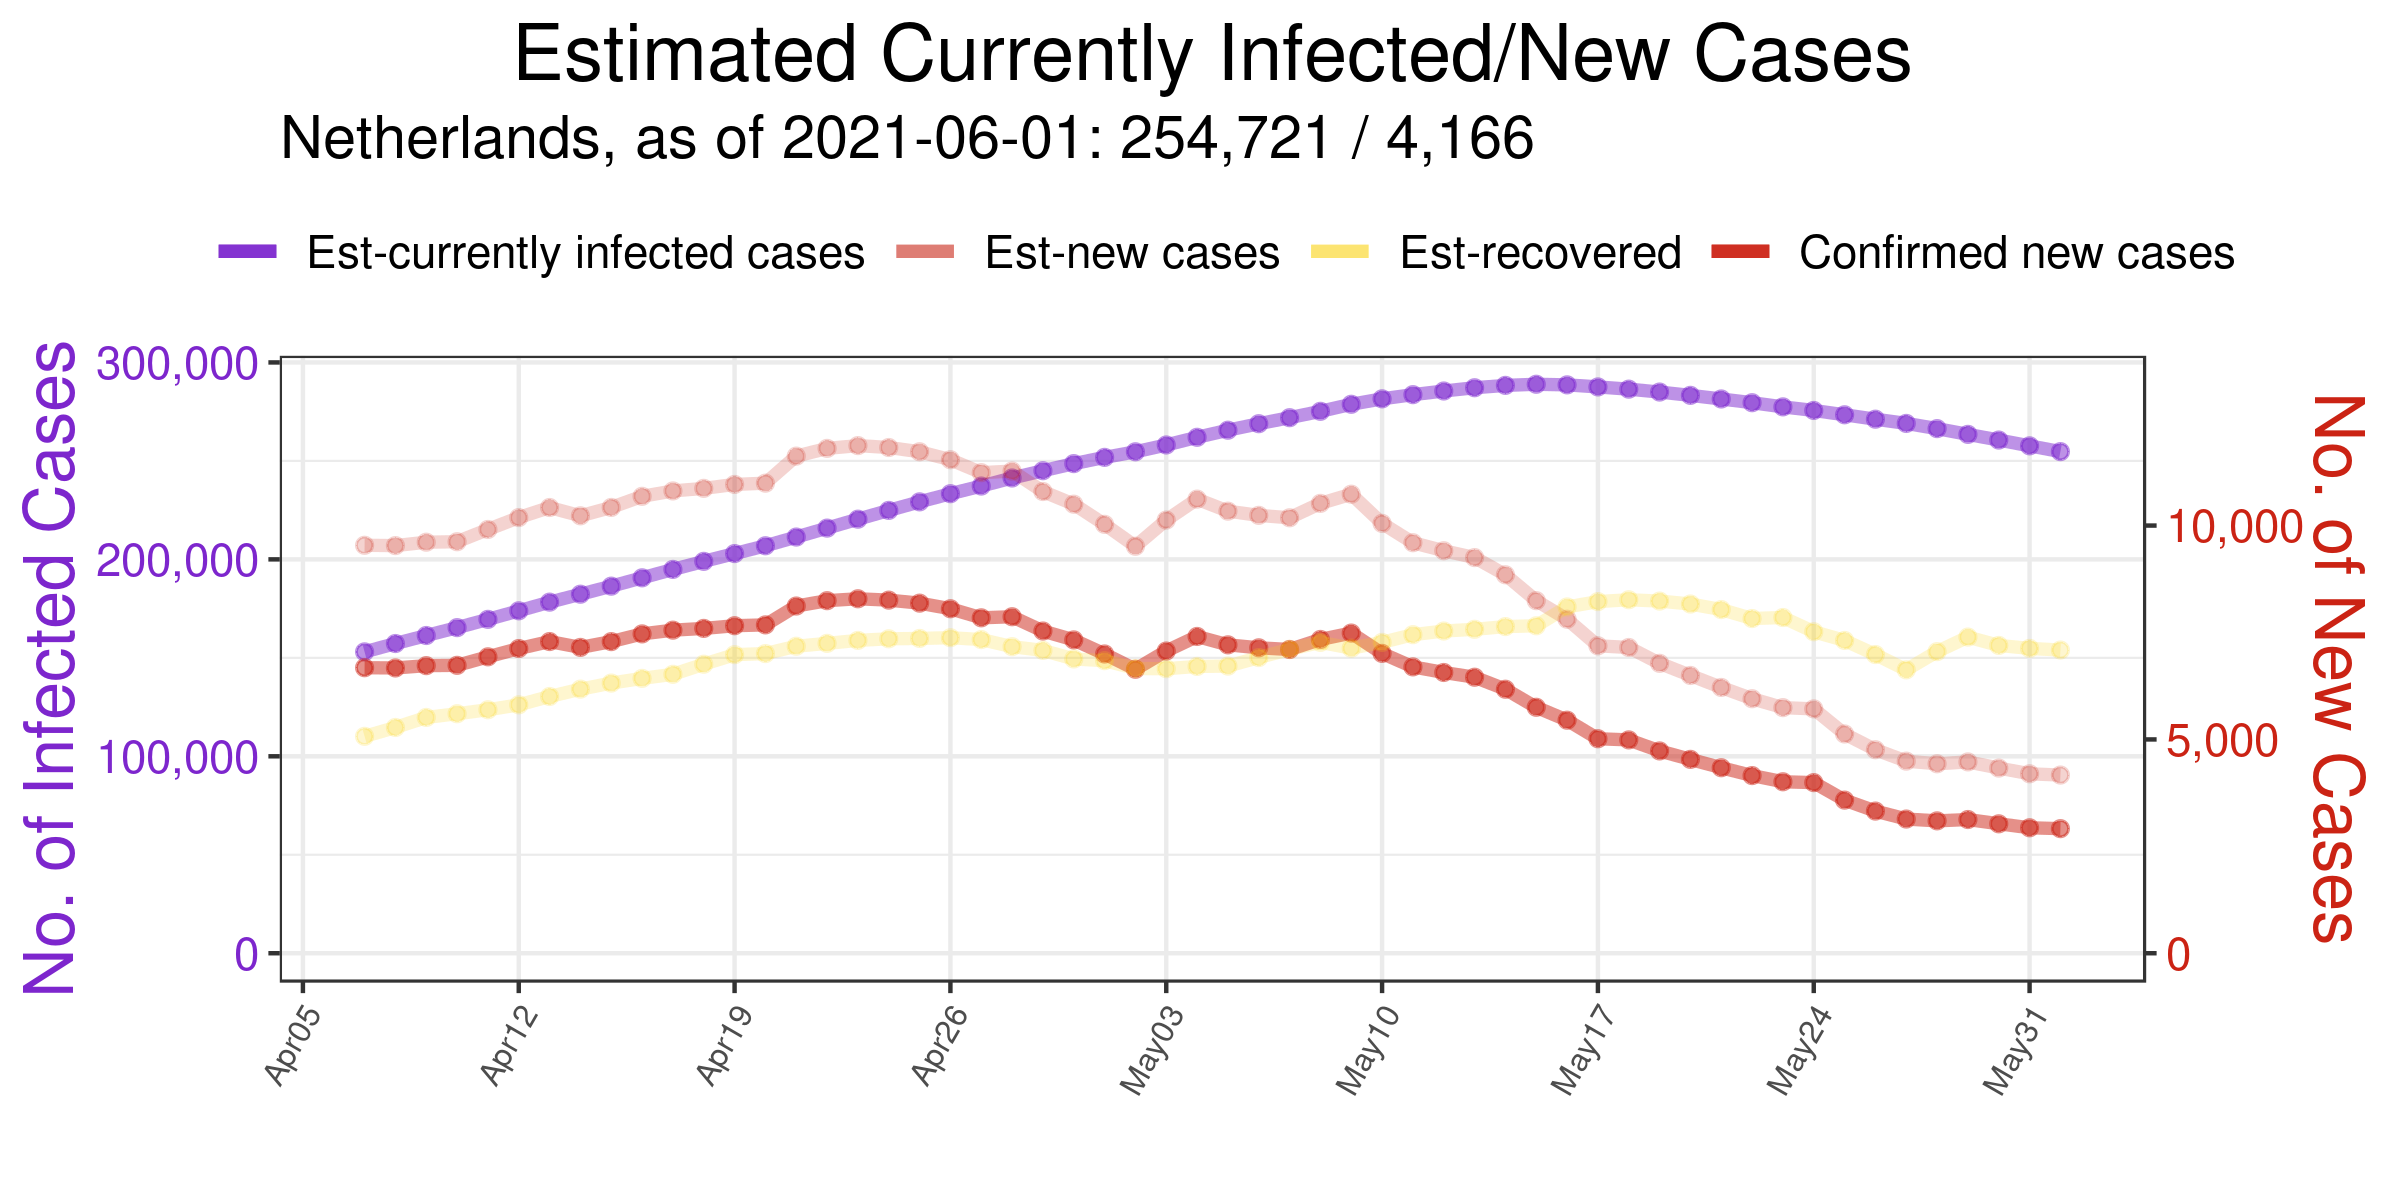 Estimated Currently Infected/New Cases
Netherlands, as of 2021-06-01: 254,721 / 4,166
Est-currently infected cases
Est-new cases
Est-recovered
Confirmed new cases
No. of Infected Cases
300,000
200,000
100,000
0
10,000
5,000
0
No. of New Cases
Apr05
Apr12
Apr19
Apr26
May03
May10
May17
May24
May31